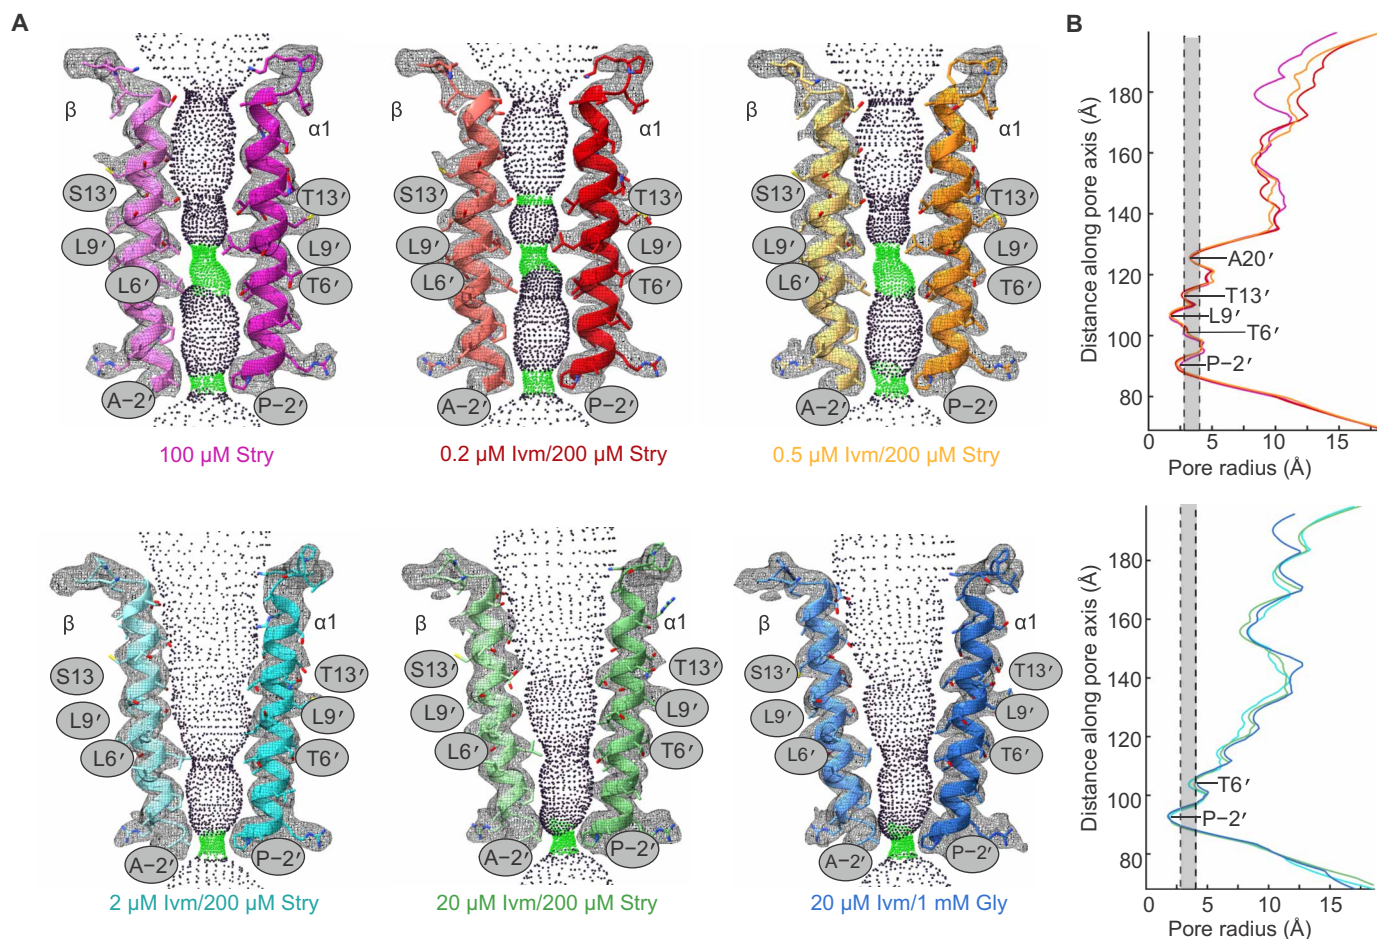 A
β
α1
S13′
T13′
L9′
L9′
L6′
T6′
A−2′
P−2′
100 μM Stry
β
α1
S13′
T13′
L9′
L9′
L6′
T6′
A−2′
P−2′
0.2 μM Ivm/200 μM Stry
β
α1
S13′
T13′
L9′
L9′
L6′
T6′
A−2′
P−2′
0.5 μM Ivm/200 μM Stry
β
α1
S13
T13′
L9′
L9′
L6′
T6′
A−2′
P−2′
2 μM Ivm/200 μM Stry
β
α1
S13′
T13′
L9′
L9′
L6′
T6′
A−2′
P−2′
20 μM Ivm/200 μM Stry
β
α1
S13′
T13′
L9′
L9′
L6′
T6′
A−2′
P−2′
20 μM Ivm/1 mM Gly
B
Distance along pore axis (Å)
180
160
140
120
100
80
A20′
T13′
L9′
T6′
P−2′
0 5 10 15
Pore radius (Å)
Distance along pore axis (Å)
180
160
140
120
100
80
T6′
P−2′
0 5 10 15
Pore radius (Å)